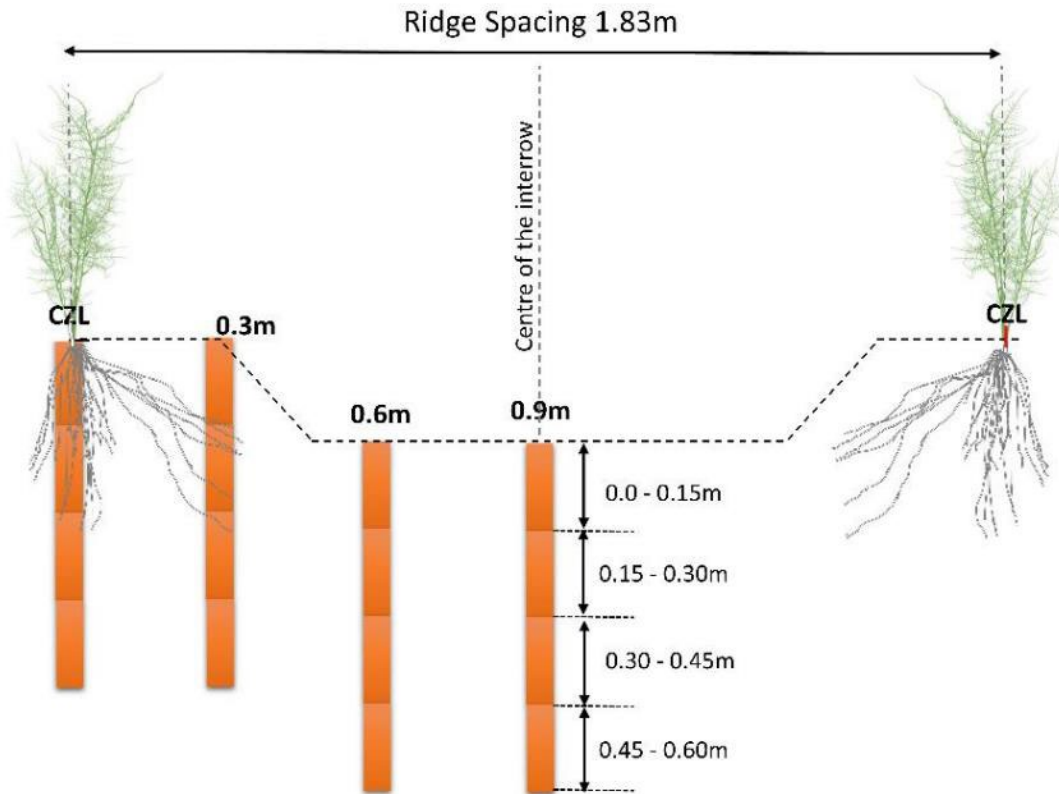 Ridge Spacing 1.83m
Centre of the interrow
CZL
CZL
0.3m
0.6m
0.9m
0.0 - 0.15m
0.15 - 0.30m
0.30 - 0.45m
0.45 - 0.60m